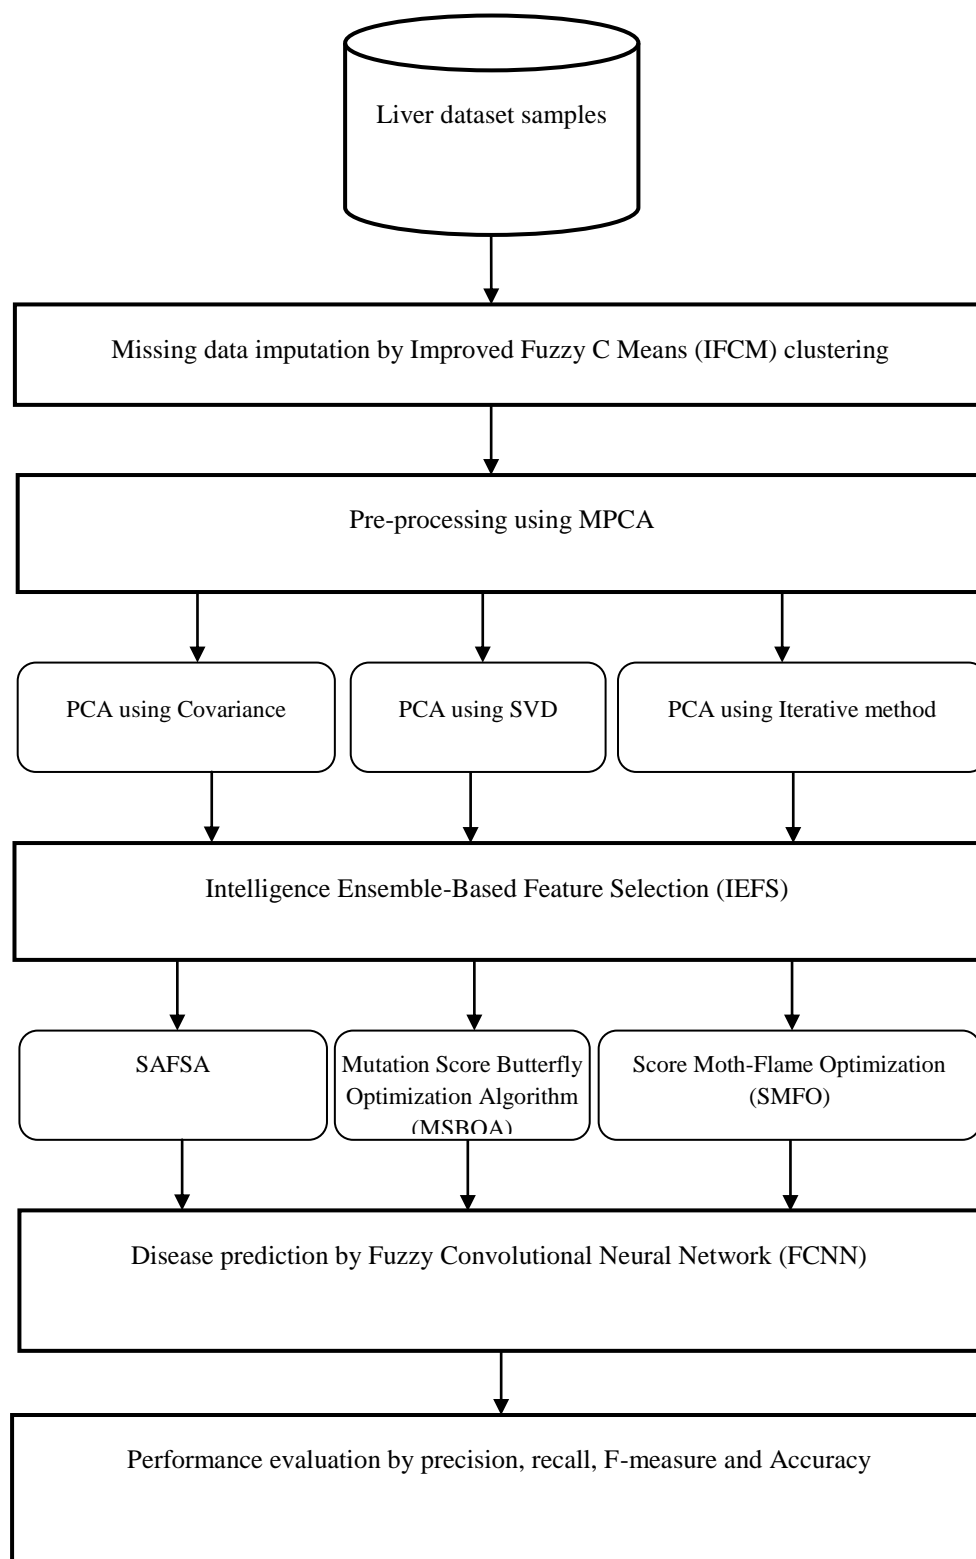 Liver dataset samples
Missing data imputation by Improved Fuzzy C Means (IFCM) clustering
Pre-processing using MPCA
PCA using Covariance
PCA using SVD
PCA using Iterative method
Intelligence Ensemble-Based Feature Selection (IEFS)
SAFSA
Mutation Score Butterfly
Optimization Algorithm
(MSBOA)
Score Moth-Flame Optimization
(SMFO)
Disease prediction by Fuzzy Convolutional Neural Network (FCNN)
Performance evaluation by precision, recall, F-measure and Accuracy